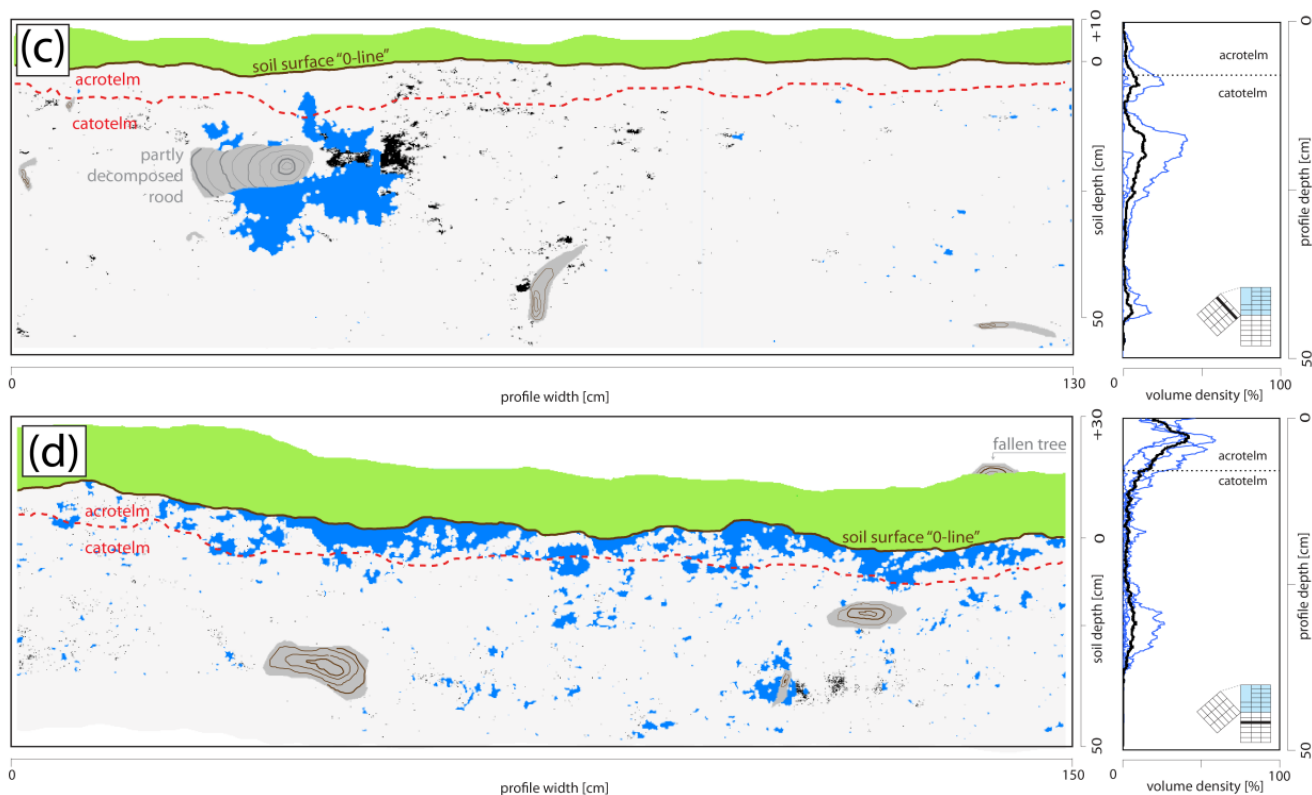 (c)
soil surface "0-line"
acrotelm
catotelm
partly
decomposed
rood
+10
0
50
soil depth [cm]
0
130
profile width [cm]
acrotelm
catotelm
0
50
profile depth [cm]
0
100
volume density [%]
(d)
fallen tree
acrotelm
catotelm
soil surface "0-line"
+30
0
50
soil depth [cm]
0
150
profile width [cm]
acrotelm
catotelm
0
50
profile depth [cm]
0
100
volume density [%]